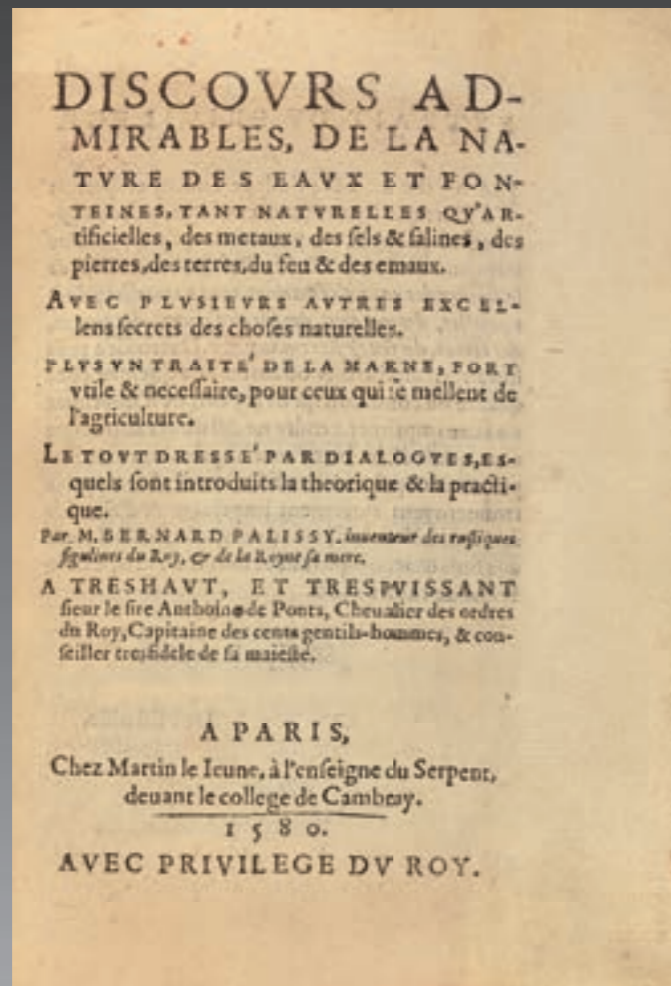 DISCOVRS AD-
MIRABLES, DE LA NA-
TVRE DES EAVX ET FON-
TEINES, TANT NATVRELLES QV'AR-
tificielles, des metaux, des ſels & ſalines, des
pierres, des terres, du feu & des emaux.
AVEC PLVSIEVRS AVTRES EXCEL-
lens ſecrets des choſes naturelles.
PLVS VN TRAITÉ DE LA MARNE, FORT
vtile & neceſſaire, pour ceux qui ſe mellent de
l'agriculture.
LE TOVT DRESSÉ PAR DIALOGVES, ES-
quels ſont introduits la theorique & la practi-
que.
Par M. BERNARD PALISSY, inuenteur des ruſtiques
figulines du Roy, & de la Royne ſa mere.
A TRESHAVT, ET TRESPVISSANT
ſieur le ſire Anthoine de Ponts, Cheualier des ordres
du Roy, Capitaine des cents gentils-hommes, & con-
ſeiller tresfidele de ſa maieſté.
A PARIS,
Chez Martin le Ieune, à l'enſeigne du Serpent,
deuant le college de Cambray.
1580.
AVEC PRIVILEGE DV ROY.